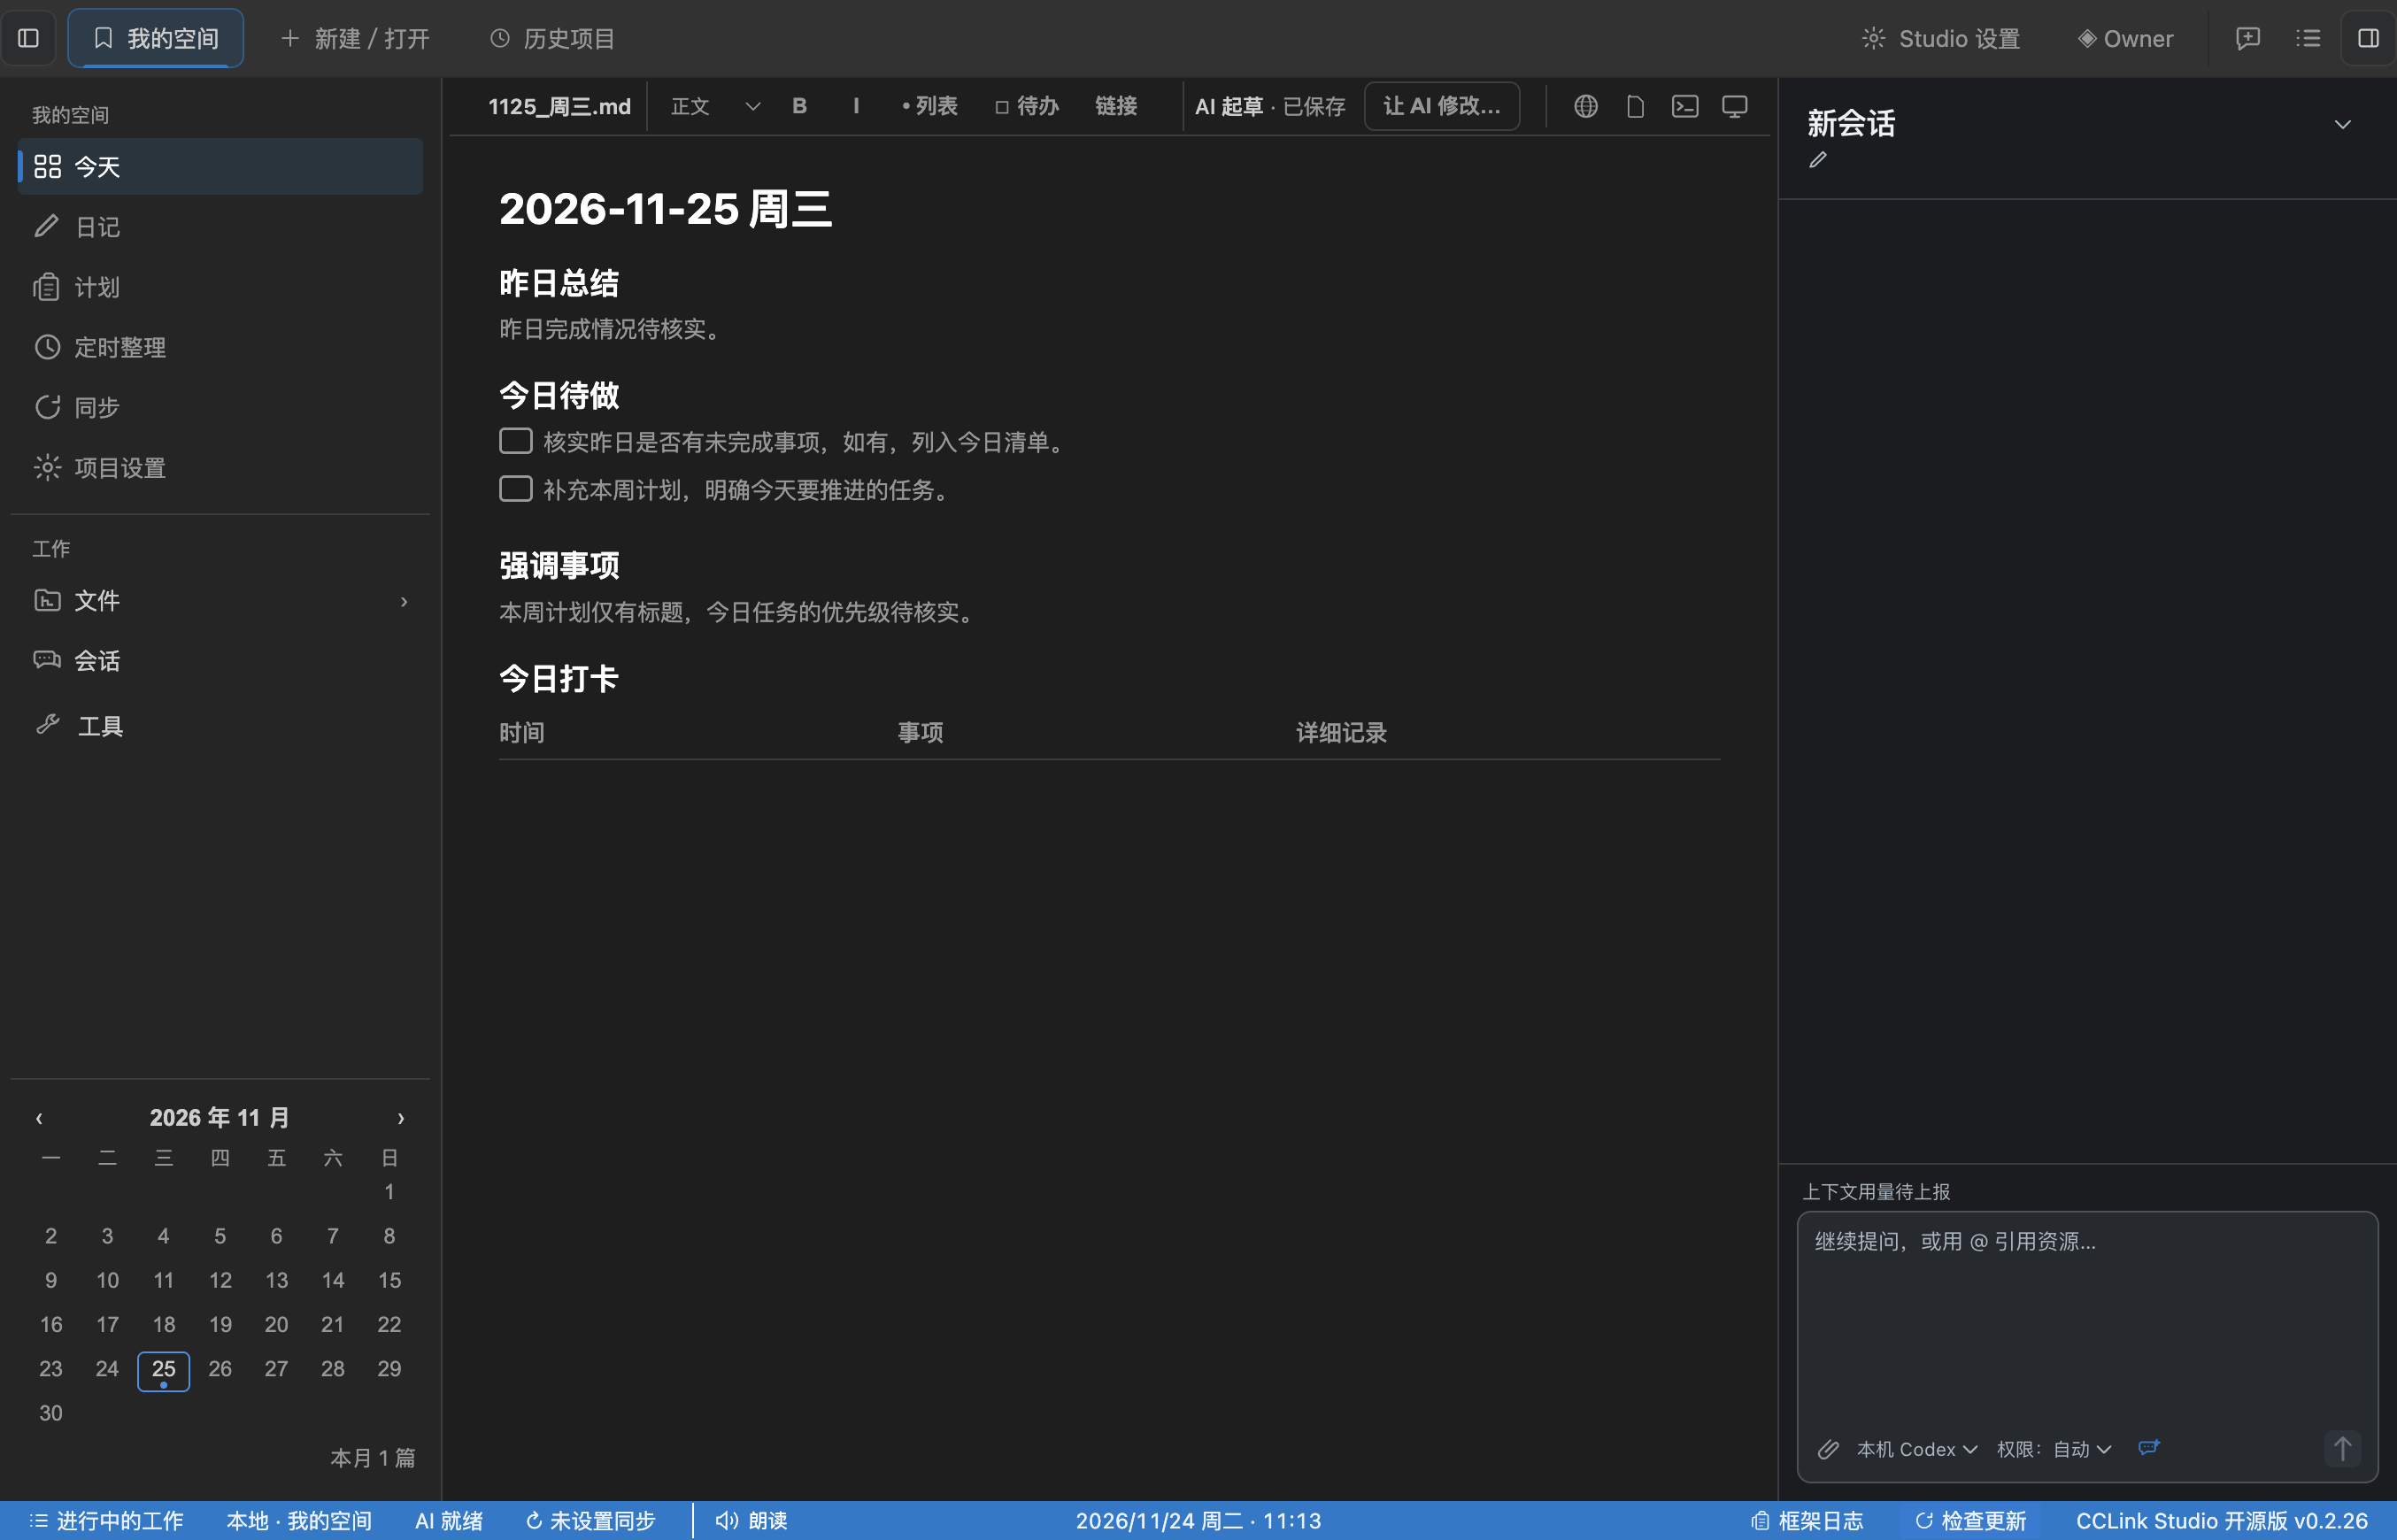 我的空间
新建 / 打开
历史项目
Studio 设置
Owner
我的空间
今天
日记
计划
定时整理
同步
项目设置
工作
文件
会话
工具
2026 年 11 月
一 二 三 四 五 六 日
1
2 3 4 5 6 7 8
9 10 11 12 13 14 15
16 17 18 19 20 21 22
23 24 25 26 27 28 29
30
本月 1 篇
1125_周三.md
正文
B
I
• 列表
待办
链接
AI 起草 · 已保存
让 AI 修改...
2026-11-25 周三
昨日总结
昨日完成情况待核实。
今日待做
核实昨日是否有未完成事项，如有，列入今日清单。
补充本周计划，明确今天要推进的任务。
强调事项
本周计划仅有标题，今日任务的优先级待核实。
今日打卡
时间 事项 详细记录
新会话
上下文用量待上报
继续提问，或用 @ 引用资源...
本机 Codex
权限：自动
进行中的工作
本地 · 我的空间
AI 就绪
未设置同步
朗读
2026/11/24 周二 · 11:13
框架日志
检查更新
CCLink Studio 开源版 v0.2.26